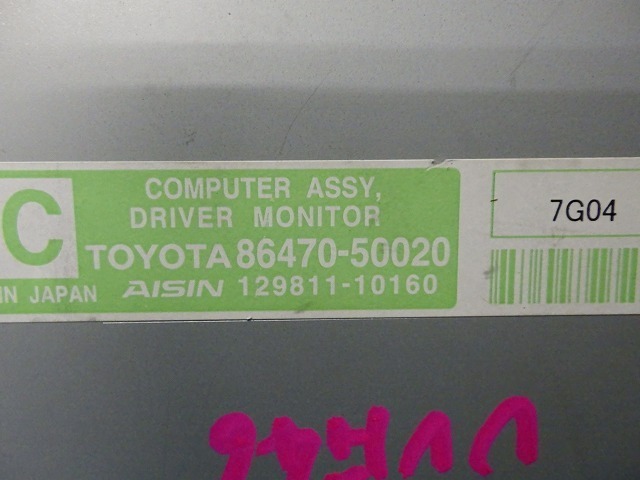 C
COMPUTER ASSY,
DRIVER MONITOR
TOYOTA 86470-50020
IN JAPAN AISIN 129811-10160
7G04